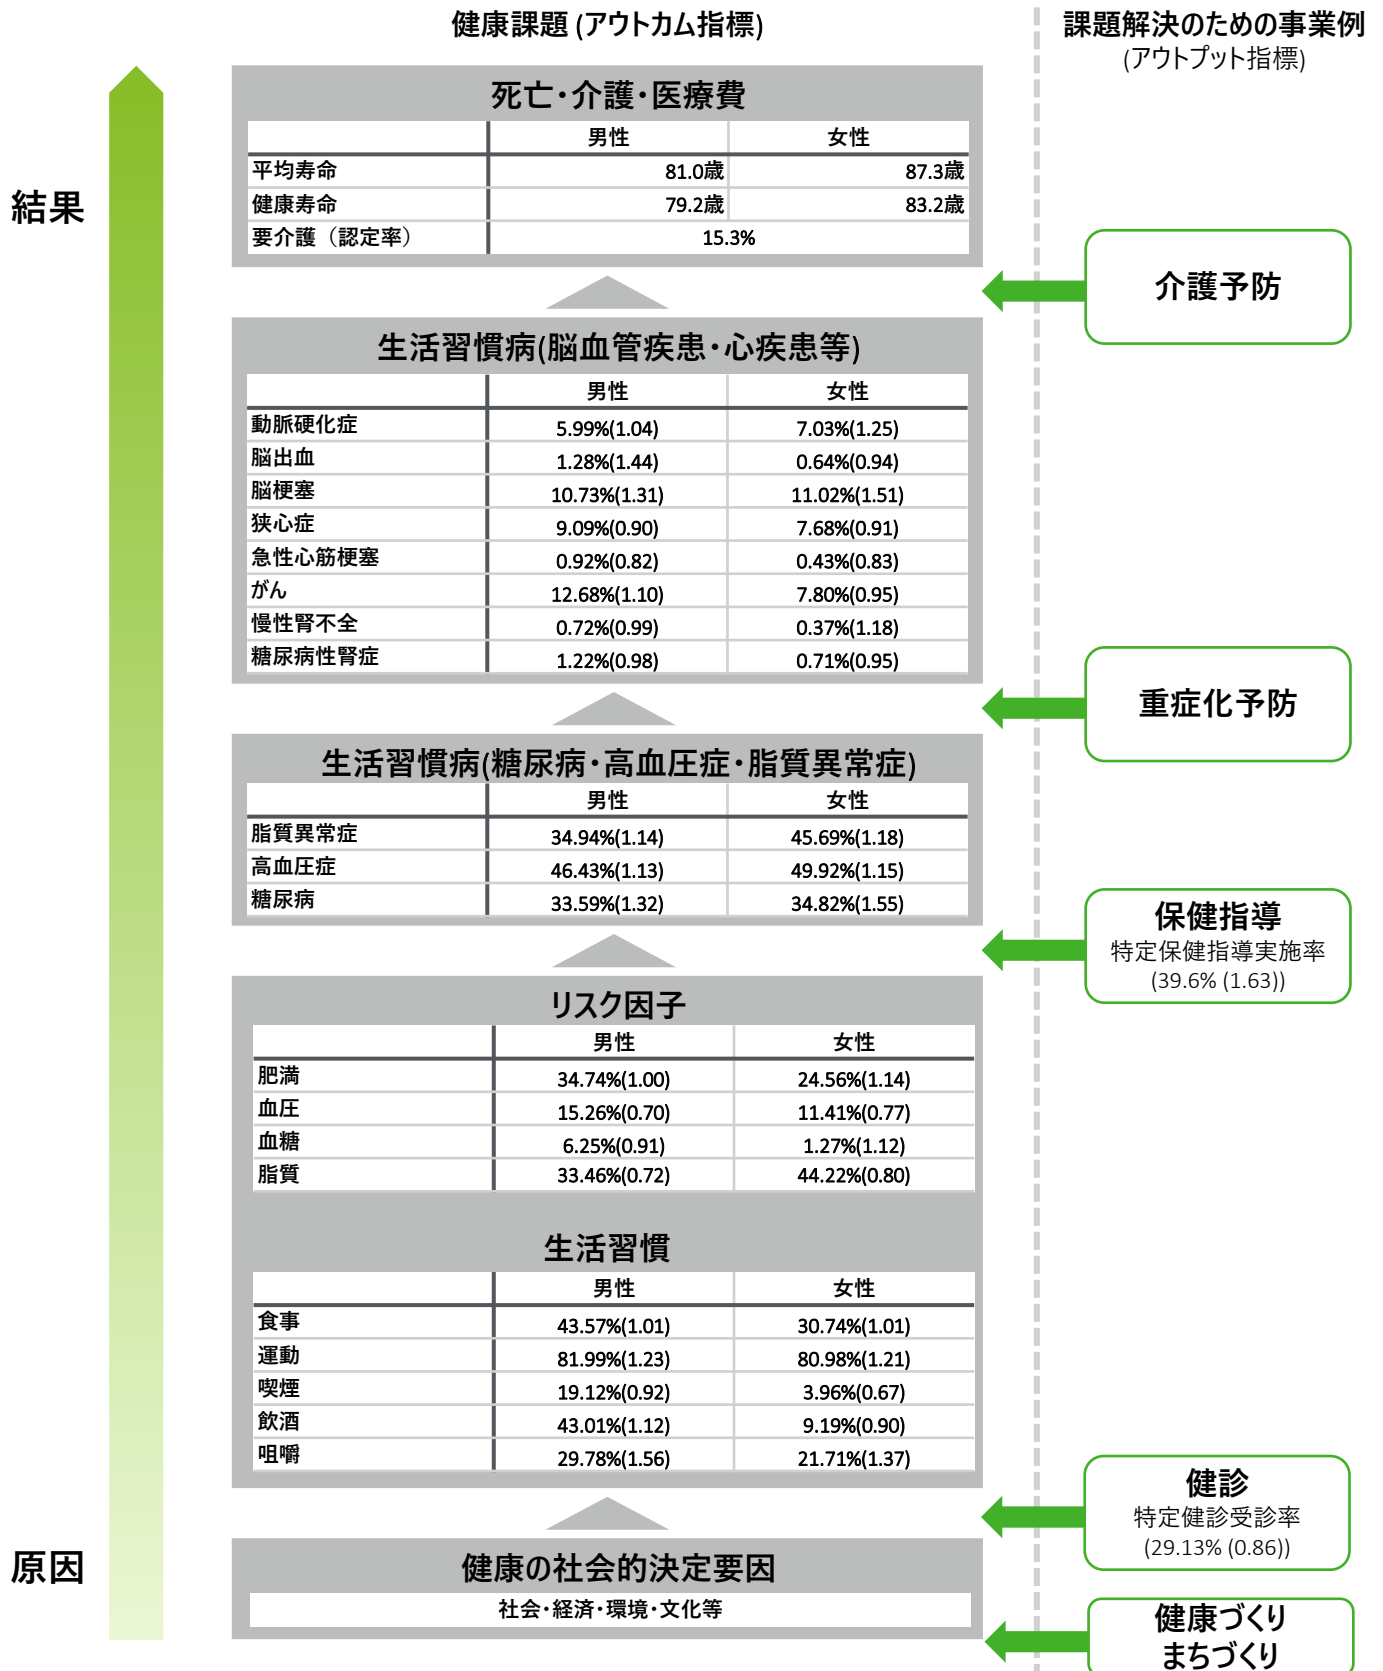 健康課題 (アウトカム指標)
課題解決のための事業例
(アウトプット指標)
結果
死亡・介護・医療費
男性 女性
平均寿命 81.0歳 87.3歳
健康寿命 79.2歳 83.2歳
要介護（認定率） 15.3%
介護予防
生活習慣病(脳血管疾患・心疾患等)
男性 女性
動脈硬化症 5.99%(1.04) 7.03%(1.25)
脳出血 1.28%(1.44) 0.64%(0.94)
脳梗塞 10.73%(1.31) 11.02%(1.51)
狭心症 9.09%(0.90) 7.68%(0.91)
急性心筋梗塞 0.92%(0.82) 0.43%(0.83)
がん 12.68%(1.10) 7.80%(0.95)
慢性腎不全 0.72%(0.99) 0.37%(1.18)
糖尿病性腎症 1.22%(0.98) 0.71%(0.95)
重症化予防
生活習慣病(糖尿病・高血圧症・脂質異常症)
男性 女性
脂質異常症 34.94%(1.14) 45.69%(1.18)
高血圧症 46.43%(1.13) 49.92%(1.15)
糖尿病 33.59%(1.32) 34.82%(1.55)
保健指導
特定保健指導実施率
(39.6% (1.63))
リスク因子
男性 女性
肥満 34.74%(1.00) 24.56%(1.14)
血圧 15.26%(0.70) 11.41%(0.77)
血糖 6.25%(0.91) 1.27%(1.12)
脂質 33.46%(0.72) 44.22%(0.80)
生活習慣
男性 女性
食事 43.57%(1.01) 30.74%(1.01)
運動 81.99%(1.23) 80.98%(1.21)
喫煙 19.12%(0.92) 3.96%(0.67)
飲酒 43.01%(1.12) 9.19%(0.90)
咀嚼 29.78%(1.56) 21.71%(1.37)
健診
特定健診受診率
(29.13% (0.86))
原因
健康の社会的決定要因
社会・経済・環境・文化等
健康づくり
まちづくり